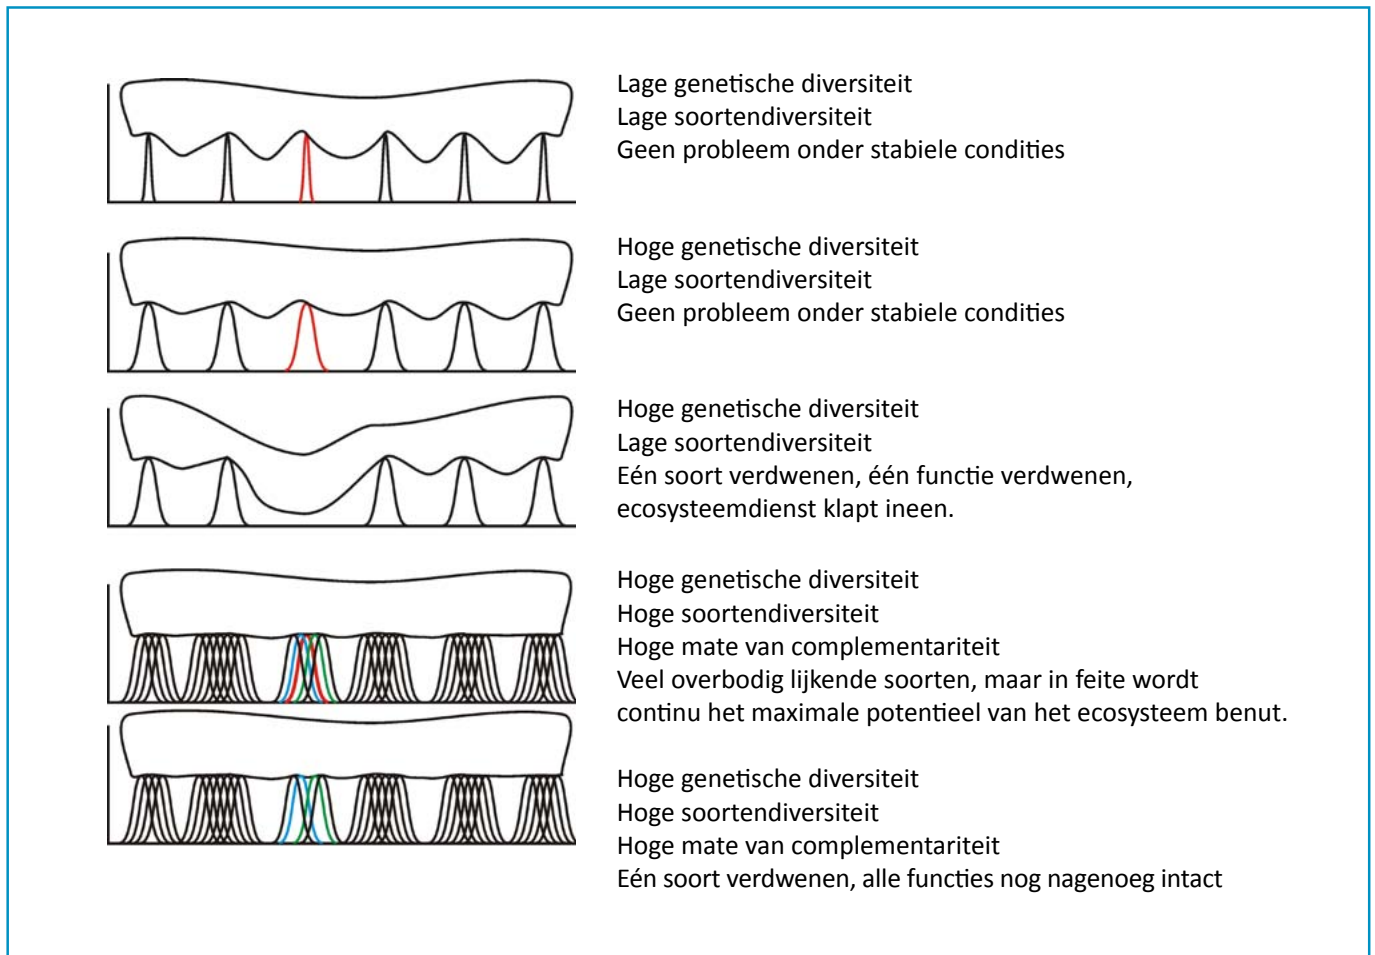 Lage genetische diversiteit
Lage soortendiversiteit
Geen probleem onder stabiele condities
Hoge genetische diversiteit
Lage soortendiversiteit
Geen probleem onder stabiele condities
Hoge genetische diversiteit
Lage soortendiversiteit
Eén soort verdwenen, één functie verdwenen,
ecosysteemdienst klapt ineen.
Hoge genetische diversiteit
Hoge soortendiversiteit
Hoge mate van complementariteit
Veel overbodig lijkende soorten, maar in feite wordt
continu het maximale potentieel van het ecosysteem benut.
Hoge genetische diversiteit
Hoge soortendiversiteit
Hoge mate van complementariteit
Eén soort verdwenen, alle functies nog nagenoeg intact